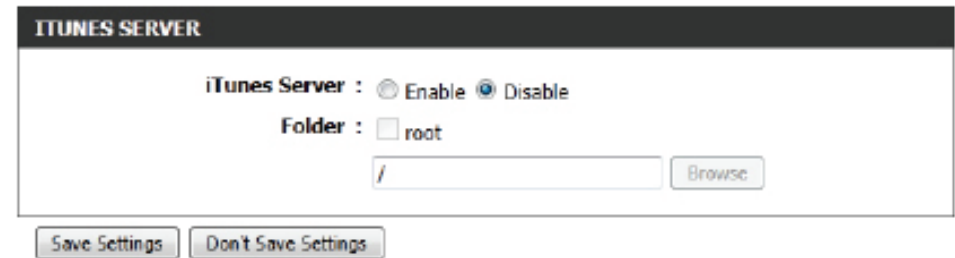 ITUNES SERVER
iTunes Server : Enable Disable
Folder : root
/ Browse
Save Settings Don't Save Settings